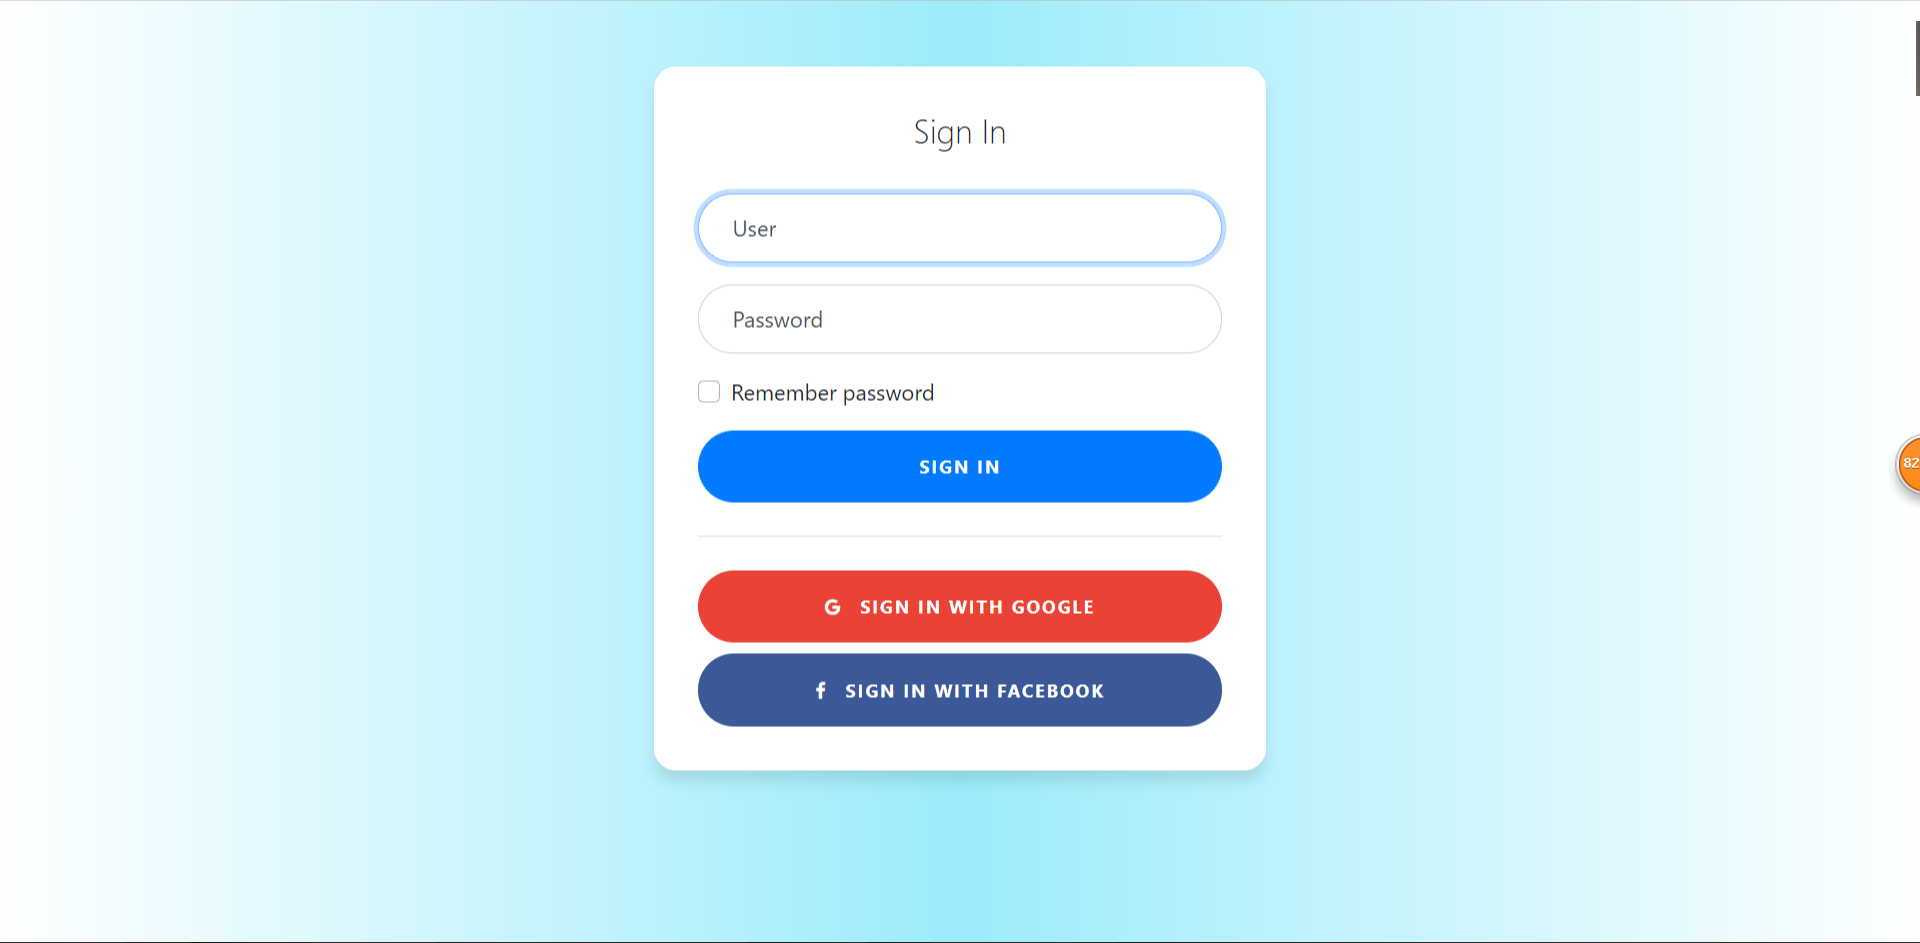 Sign In
User
Password
Remember password
SIGN IN
SIGN IN WITH GOOGLE
SIGN IN WITH FACEBOOK
82